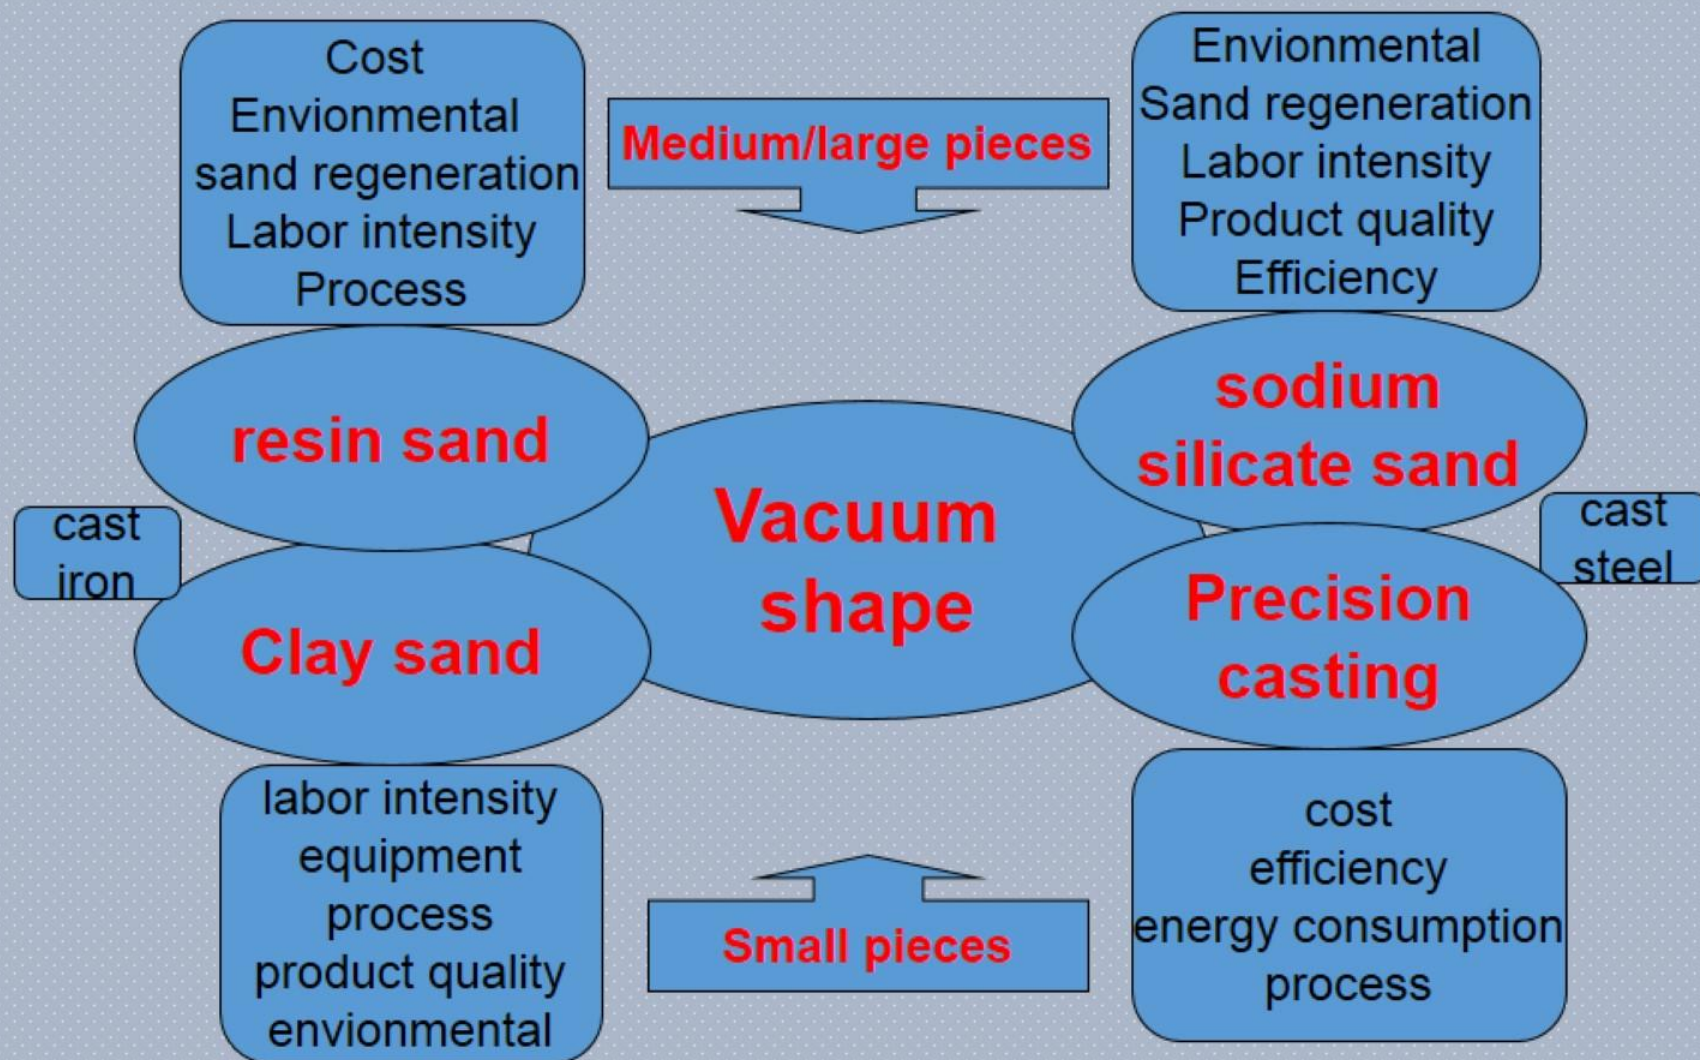 Cost
Envionmental
sand regeneration
Labor intensity
Process
Medium/large pieces
Envionmental
Sand regeneration
Labor intensity
Product quality
Efficiency
resin sand
sodium
silicate sand
cast
iron
Vacuum
shape
cast
steel
Clay sand
Precision
casting
labor intensity
equipment
process
product quality
envionmental
Small pieces
cost
efficiency
energy consumption
process